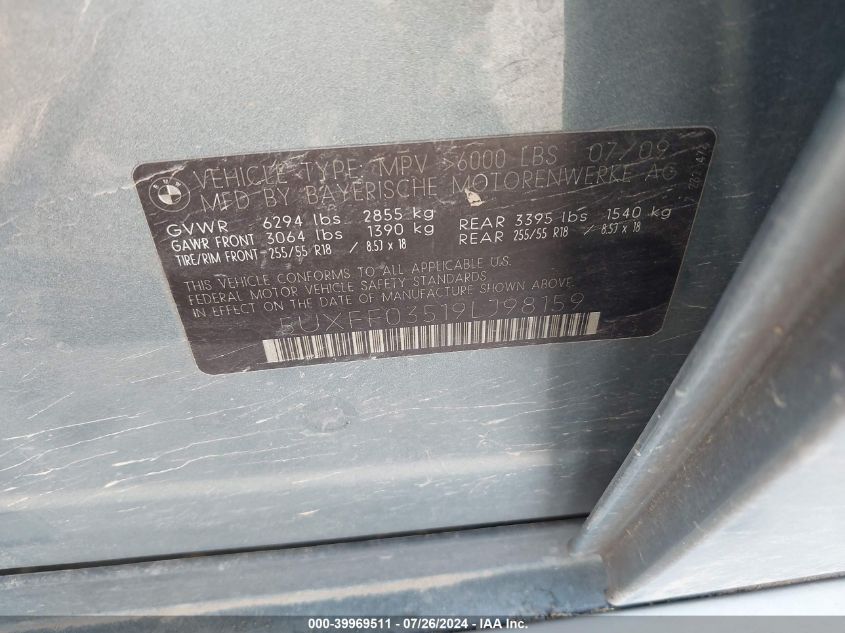 BMW
VEHICLE TYPE: MPV 6000 LBS 07/09
MFD BY BAYERISCHE MOTORENWERKE AG
GVWR 6294 lbs 2855 kg
GAWR FRONT 3064 lbs 1390 kg REAR 3395 lbs 1540 kg
TIRE/RIM FRONT-255/55 R18 / 8.5J x 18 REAR 255/55 R18 / 8.5J x 18
THIS VEHICLE CONFORMS TO ALL APPLICABLE U.S.
FEDERAL MOTOR VEHICLE SAFETY STANDARDS
IN EFFECT ON THE DATE OF MANUFACTURE SHOWN ABOVE.
5UXFE03519LJ98159
000-39969511 - 07/26/2024 - IAA Inc.